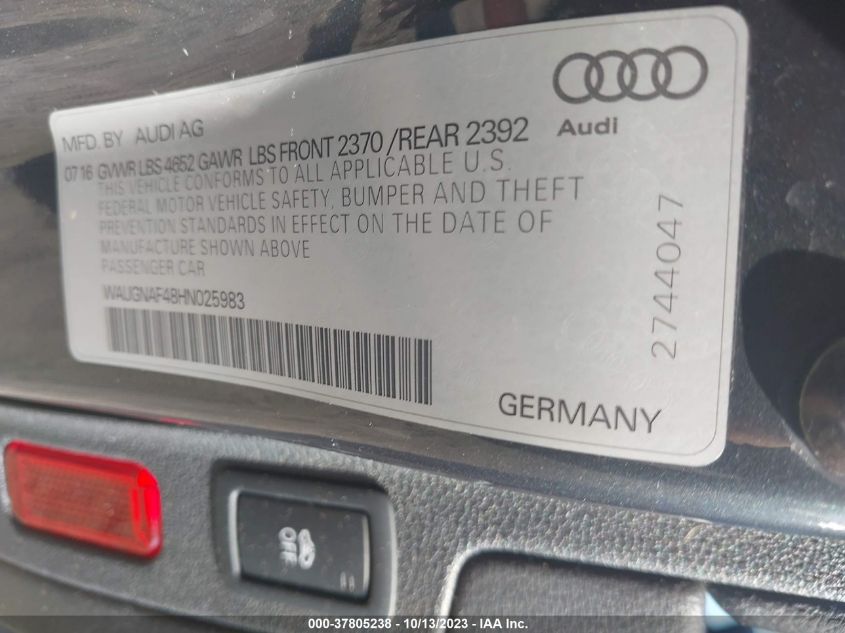 Audi
MFD. BY AUDI AG
07 16 GVWR LBS 4652 GAWR LBS FRONT 2370 /REAR 2392
THIS VEHICLE CONFORMS TO ALL APPLICABLE U.S.
FEDERAL MOTOR VEHICLE SAFETY, BUMPER AND THEFT
PREVENTION STANDARDS IN EFFECT ON THE DATE OF
MANUFACTURE SHOWN ABOVE
PASSENGER CAR
WAUGNAF48HN025983
2744047
GERMANY
OFF
000-37805238 - 10/13/2023 - IAA Inc.